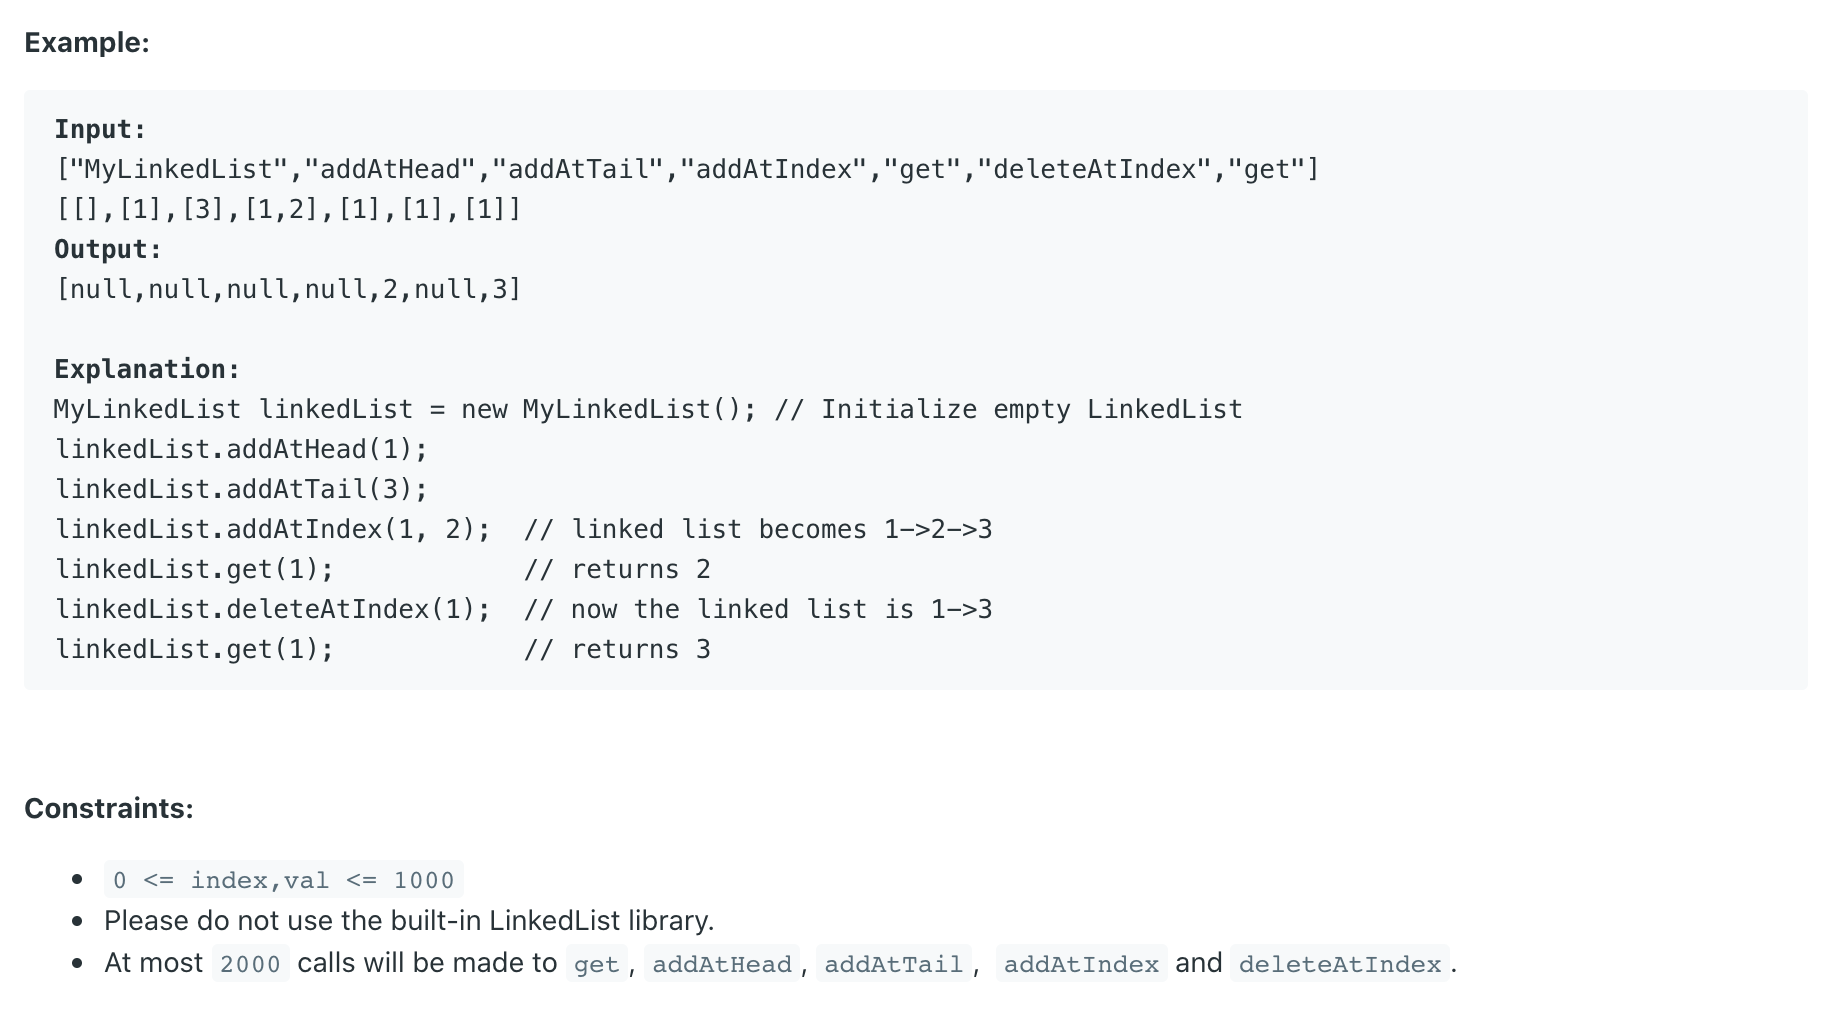 Example:
Input:
["MyLinkedList","addAtHead","addAtTail","addAtIndex","get","deleteAtIndex","get"]
[[],[1],[3],[1,2],[1],[1],[1]]
Output:
[null,null,null,null,2,null,3]
Explanation:
MyLinkedList linkedList = new MyLinkedList(); // Initialize empty LinkedList
linkedList.addAtHead(1);
linkedList.addAtTail(3);
linkedList.addAtIndex(1, 2);  // linked list becomes 1->2->3
linkedList.get(1);            // returns 2
linkedList.deleteAtIndex(1);  // now the linked list is 1->3
linkedList.get(1);            // returns 3
Constraints:
• 0 <= index,val <= 1000
• Please do not use the built-in LinkedList library.
• At most 2000 calls will be made to get, addAtHead, addAtTail,  addAtIndex and deleteAtIndex.